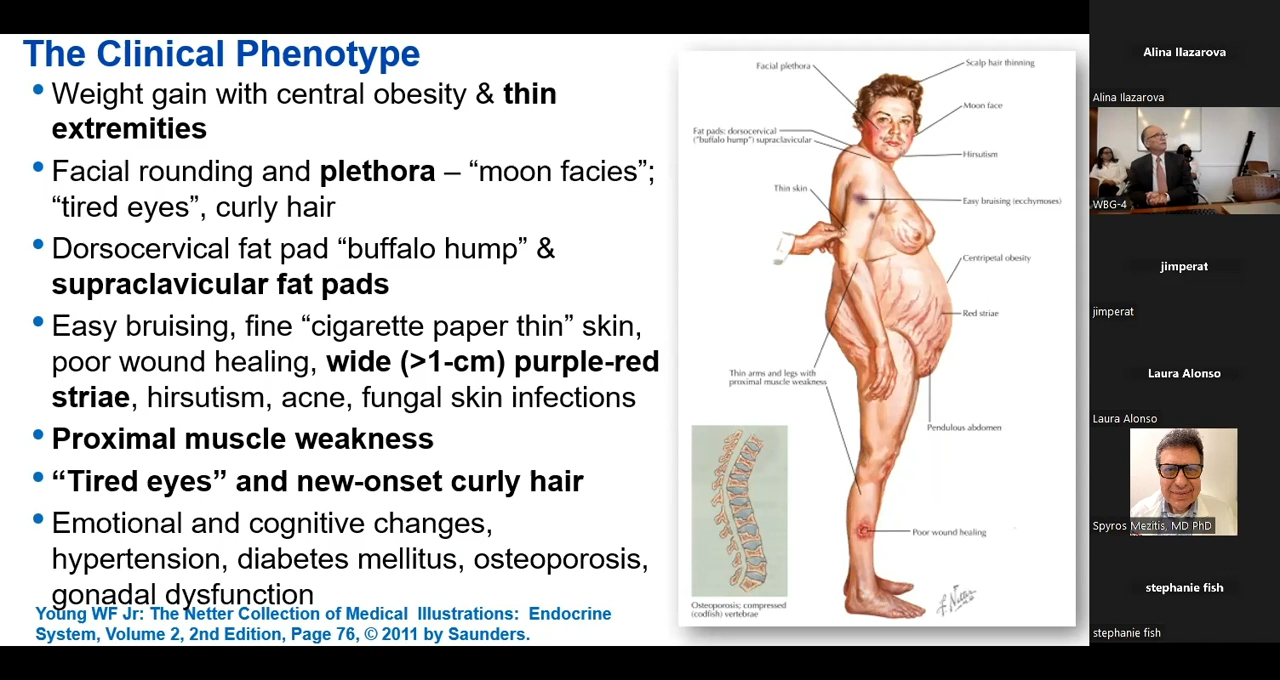 The Clinical Phenotype
• Weight gain with central obesity & thin
extremities
• Facial rounding and plethora – “moon facies”;
“tired eyes”, curly hair
• Dorsocervical fat pad “buffalo hump” &
supraclavicular fat pads
• Easy bruising, fine “cigarette paper thin” skin,
poor wound healing, wide (>1-cm) purple-red
striae, hirsutism, acne, fungal skin infections
• Proximal muscle weakness
• “Tired eyes” and new-onset curly hair
• Emotional and cognitive changes,
hypertension, diabetes mellitus, osteoporosis,
gonadal dysfunction
Young WF Jr: The Netter Collection of Medical Illustrations: Endocrine
System, Volume 2, 2nd Edition, Page 76, © 2011 by Saunders.
Facial plethora
Scalp hair thinning
Moon face
Fat pads: dorsocervical
(“buffalo hump”) supraclavicular
Hirsutism
Thin skin
Easy bruising (ecchymoses)
Centripetal obesity
Red striae
Thin arms and legs with
proximal muscle weakness
Pendulous abdomen
Poor wound healing
Osteoporosis; compressed
(codfish) vertebrae
F. Netter
Alina Ilazarova
Alina Ilazarova
WBG-4
jimperat
jimperat
Laura Alonso
Laura Alonso
Spyros Mezitis, MD PhD
stephanie fish
stephanie fish